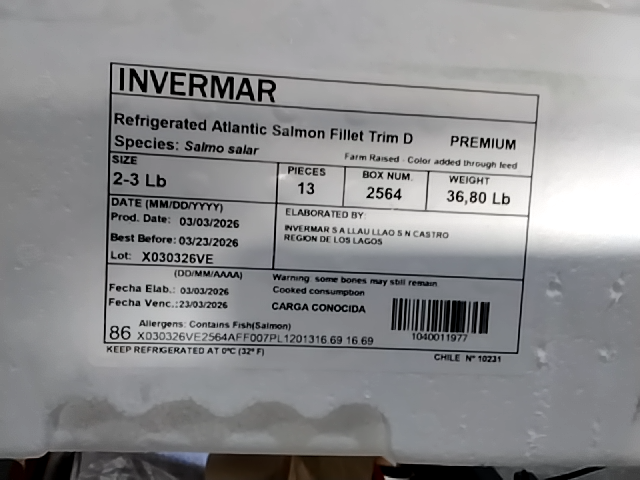 INVERMAR
Refrigerated Atlantic Salmon Fillet Trim D PREMIUM
Species: Salmo salar
Farm Raised - Color added through feed
SIZE PIECES BOX NUM. WEIGHT
2-3 Lb 13 2564 36,80 Lb
DATE (MM/DD/YYYY) ELABORATED BY:
Prod. Date: 03/03/2026
INVERMAR S A LLAU LLAO S N CASTRO
Best Before: 03/23/2026 REGION DE LOS LAGOS
Lot: X030326VE
(DD/MM/AAAA) Warning some bones may still remain
Fecha Elab.: 03/03/2026 Cooked consumption
Fecha Venc.: 23/03/2026 CARGA CONOCIDA
Allergens: Contains Fish(Salmon)
86 X030326VE2564AFF007PL1201316.69 16.69 1040011977
KEEP REFRIGERATED AT 0ºC (32º F) CHILE Nº 10231